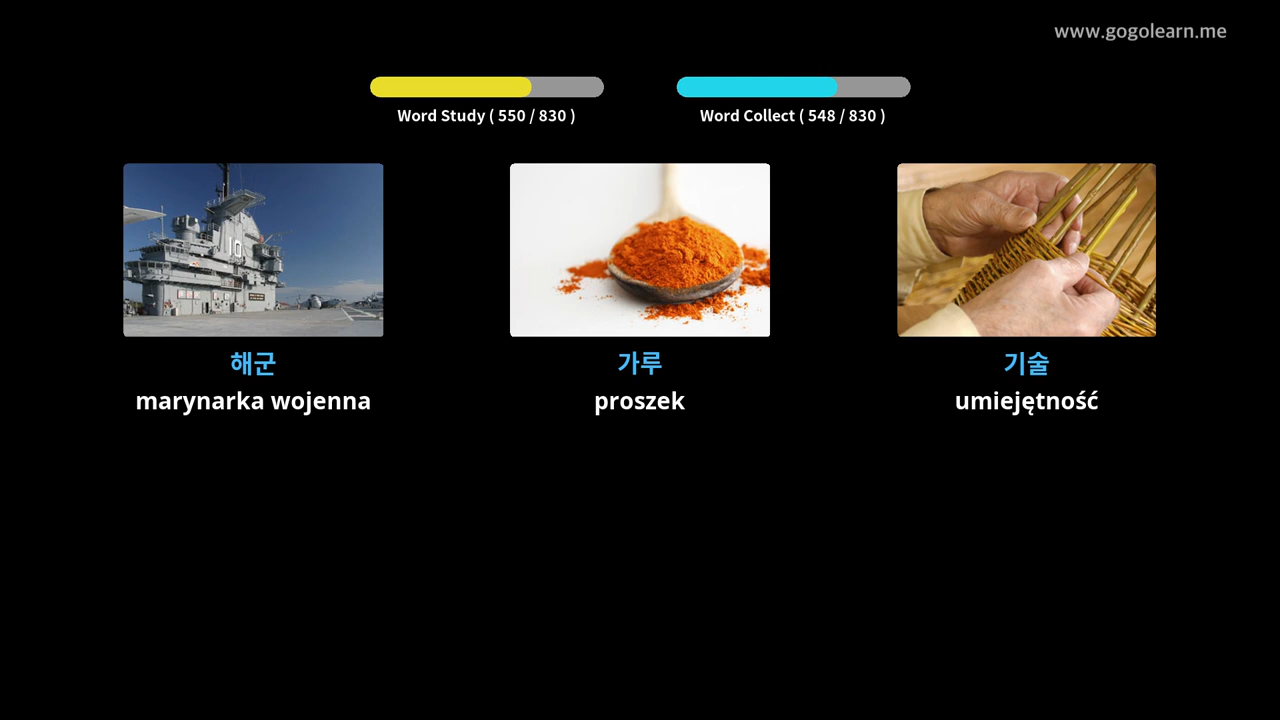 www.gogolearn.me
Word Study ( 550 / 830 )
Word Collect ( 548 / 830 )
10
해군
marynarka wojenna
가루
proszek
기술
umiejętność